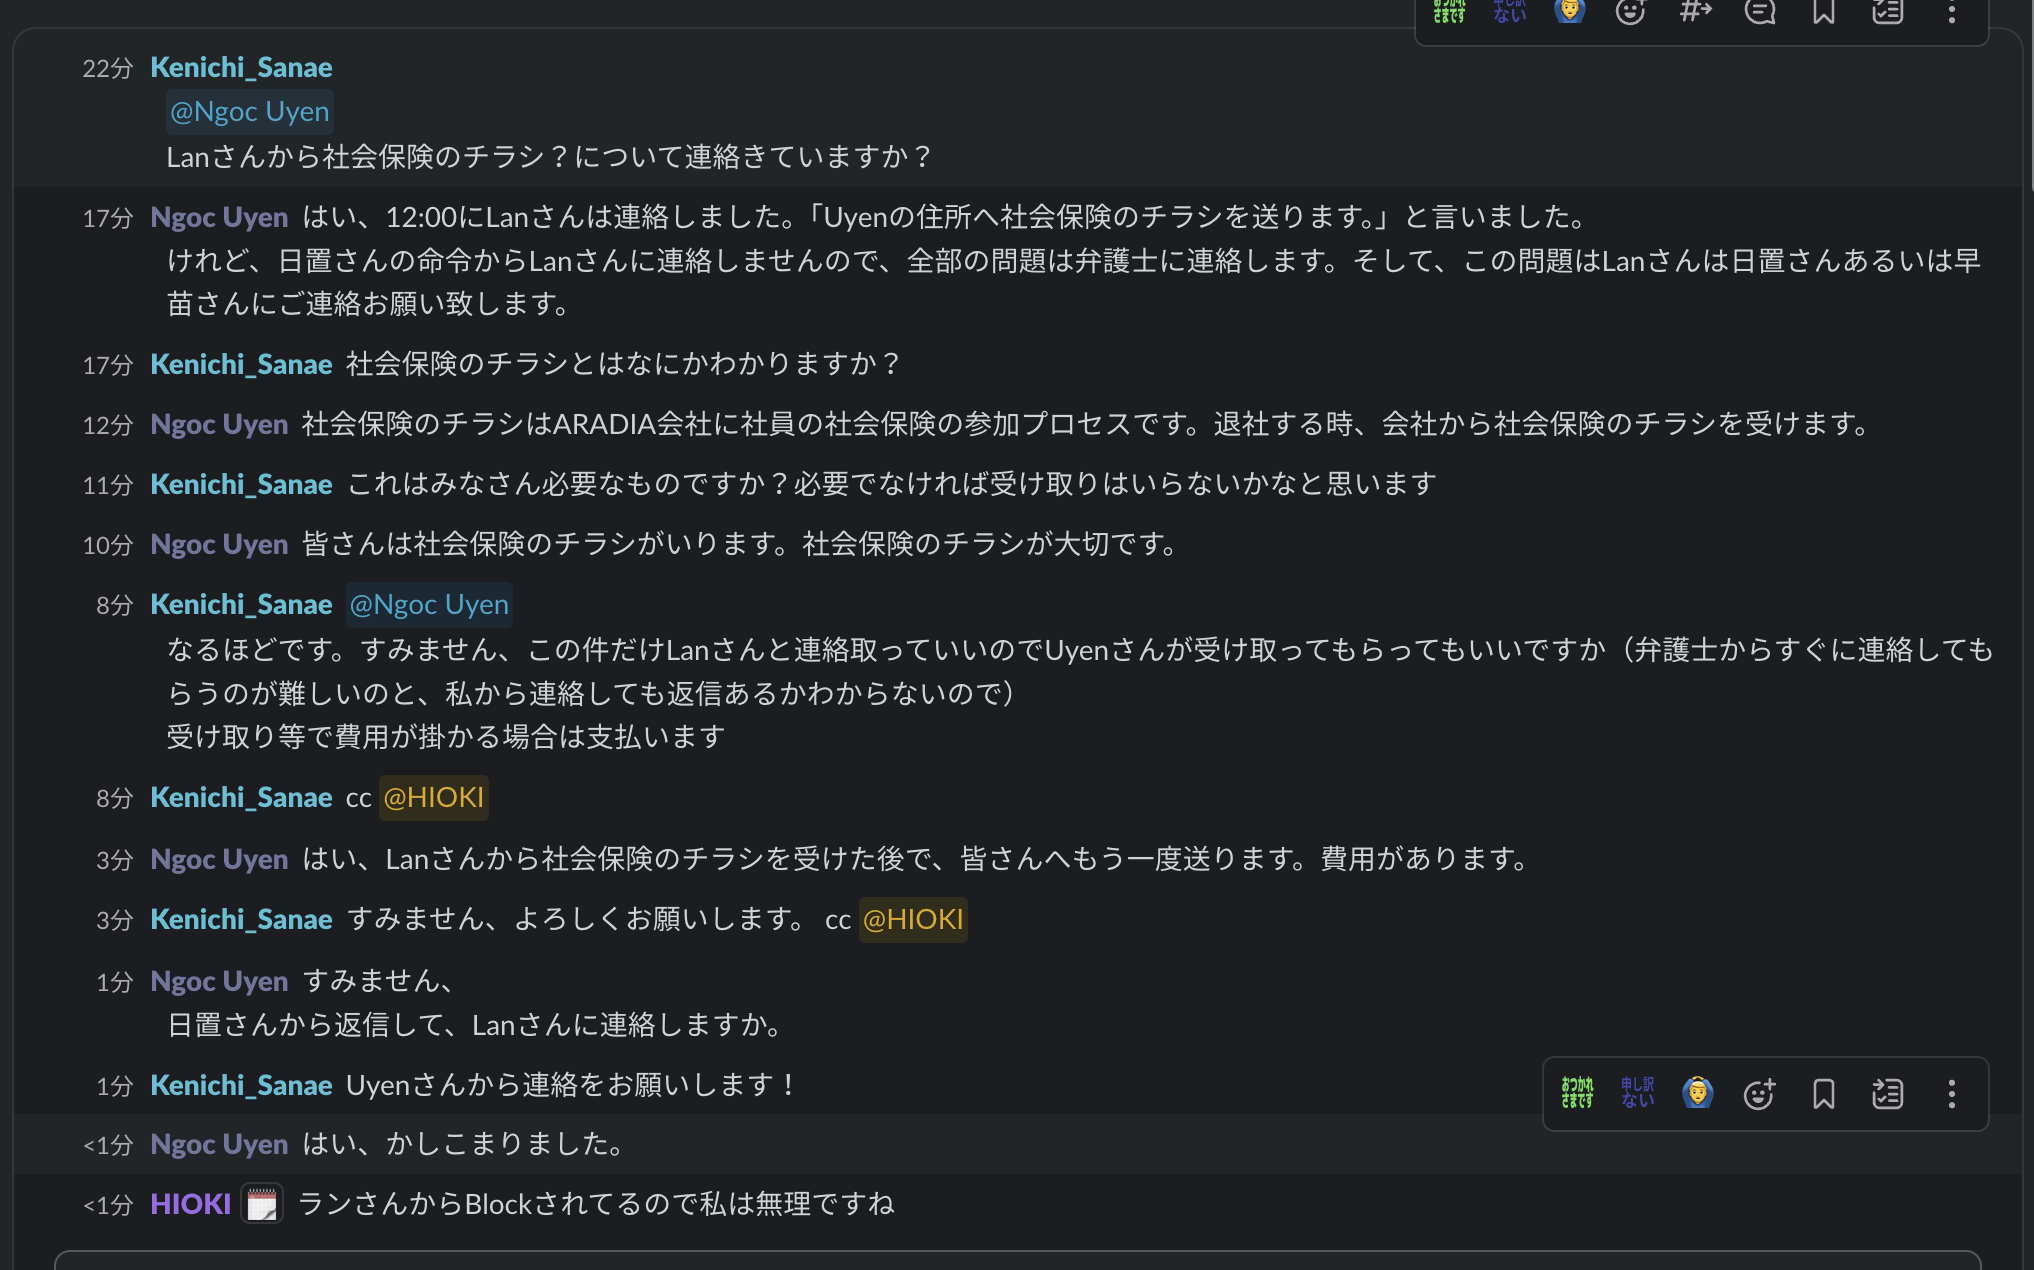 おつかれさまです 申し訳ない
22分 Kenichi_Sanae
@Ngoc Uyen
Lanさんから社会保険のチラシ？について連絡きていますか？
17分 Ngoc Uyen はい、12:00にLanさんは連絡しました。「Uyenの住所へ社会保険のチラシを送ります。」と言いました。
けれど、日置さんの命令からLanさんに連絡しませんので、全部の問題は弁護士に連絡します。そして、この問題はLanさんは日置さんあるいは早
苗さんにご連絡お願い致します。
17分 Kenichi_Sanae 社会保険のチラシとはなにかわかりますか？
12分 Ngoc Uyen 社会保険のチラシはARADIA会社に社員の社会保険の参加プロセスです。退社する時、会社から社会保険のチラシを受けます。
11分 Kenichi_Sanae これはみなさん必要なものですか？必要でなければ受け取りはいらないかなと思います
10分 Ngoc Uyen 皆さんは社会保険のチラシがいります。社会保険のチラシが大切です。
8分 Kenichi_Sanae @Ngoc Uyen
なるほどです。すみません、この件だけLanさんと連絡取っていいのでUyenさんが受け取ってもらってもいいですか（弁護士からすぐに連絡しても
らうのが難しいのと、私から連絡しても返信あるかわからないので）
受け取り等で費用が掛かる場合は支払います
8分 Kenichi_Sanae cc @HIOKI
3分 Ngoc Uyen はい、Lanさんから社会保険のチラシを受けた後で、皆さんへもう一度送ります。費用があります。
3分 Kenichi_Sanae すみません、よろしくお願いします。 cc @HIOKI
1分 Ngoc Uyen すみません、
日置さんから返信して、Lanさんに連絡しますか。
1分 Kenichi_Sanae Uyenさんから連絡をお願いします！
おつかれさまです 申し訳ない
<1分 Ngoc Uyen はい、かしこまりました。
<1分 HIOKI ランさんからBlockされてるので私は無理ですね